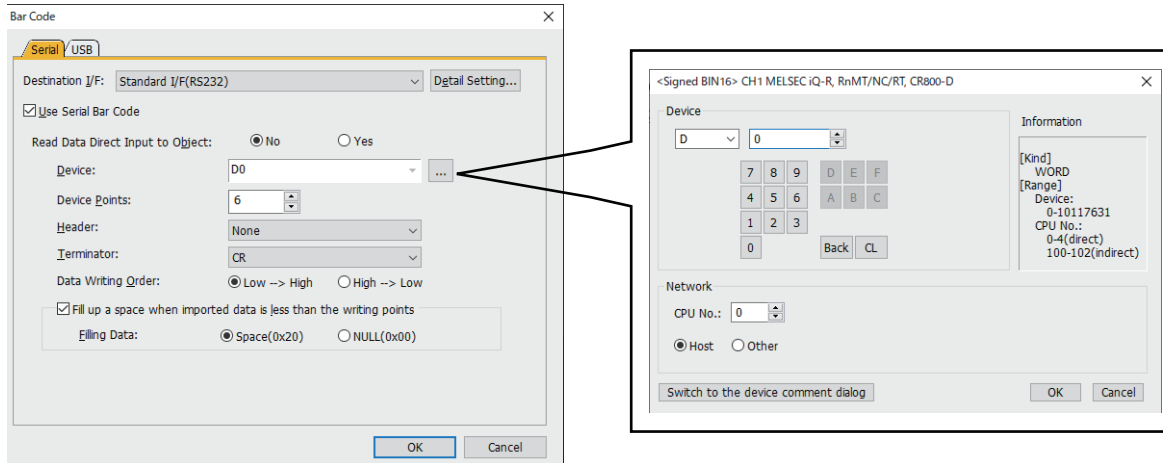 Bar Code
Serial USB
Destination I/F: Standard I/F(RS232) Detail Setting...
Use Serial Bar Code
Read Data Direct Input to Object: No Yes
Device: D0 ...
Device Points: 6
Header: None
Terminator: CR
Data Writing Order: Low --> High High --> Low
Fill up a space when imported data is less than the writing points
Filling Data: Space(0x20) NULL(0x00)
OK Cancel
<Signed BIN16> CH1 MELSEC iQ-R, RnMT/NC/RT, CR800-D
Device
D 0
7 8 9 D E F
4 5 6 A B C
1 2 3
0 Back CL
Information
[Kind]
WORD
[Range]
Device:
0-10117631
CPU No.:
0-4(direct)
100-102(indirect)
Network
CPU No.: 0
Host Other
Switch to the device comment dialog OK Cancel